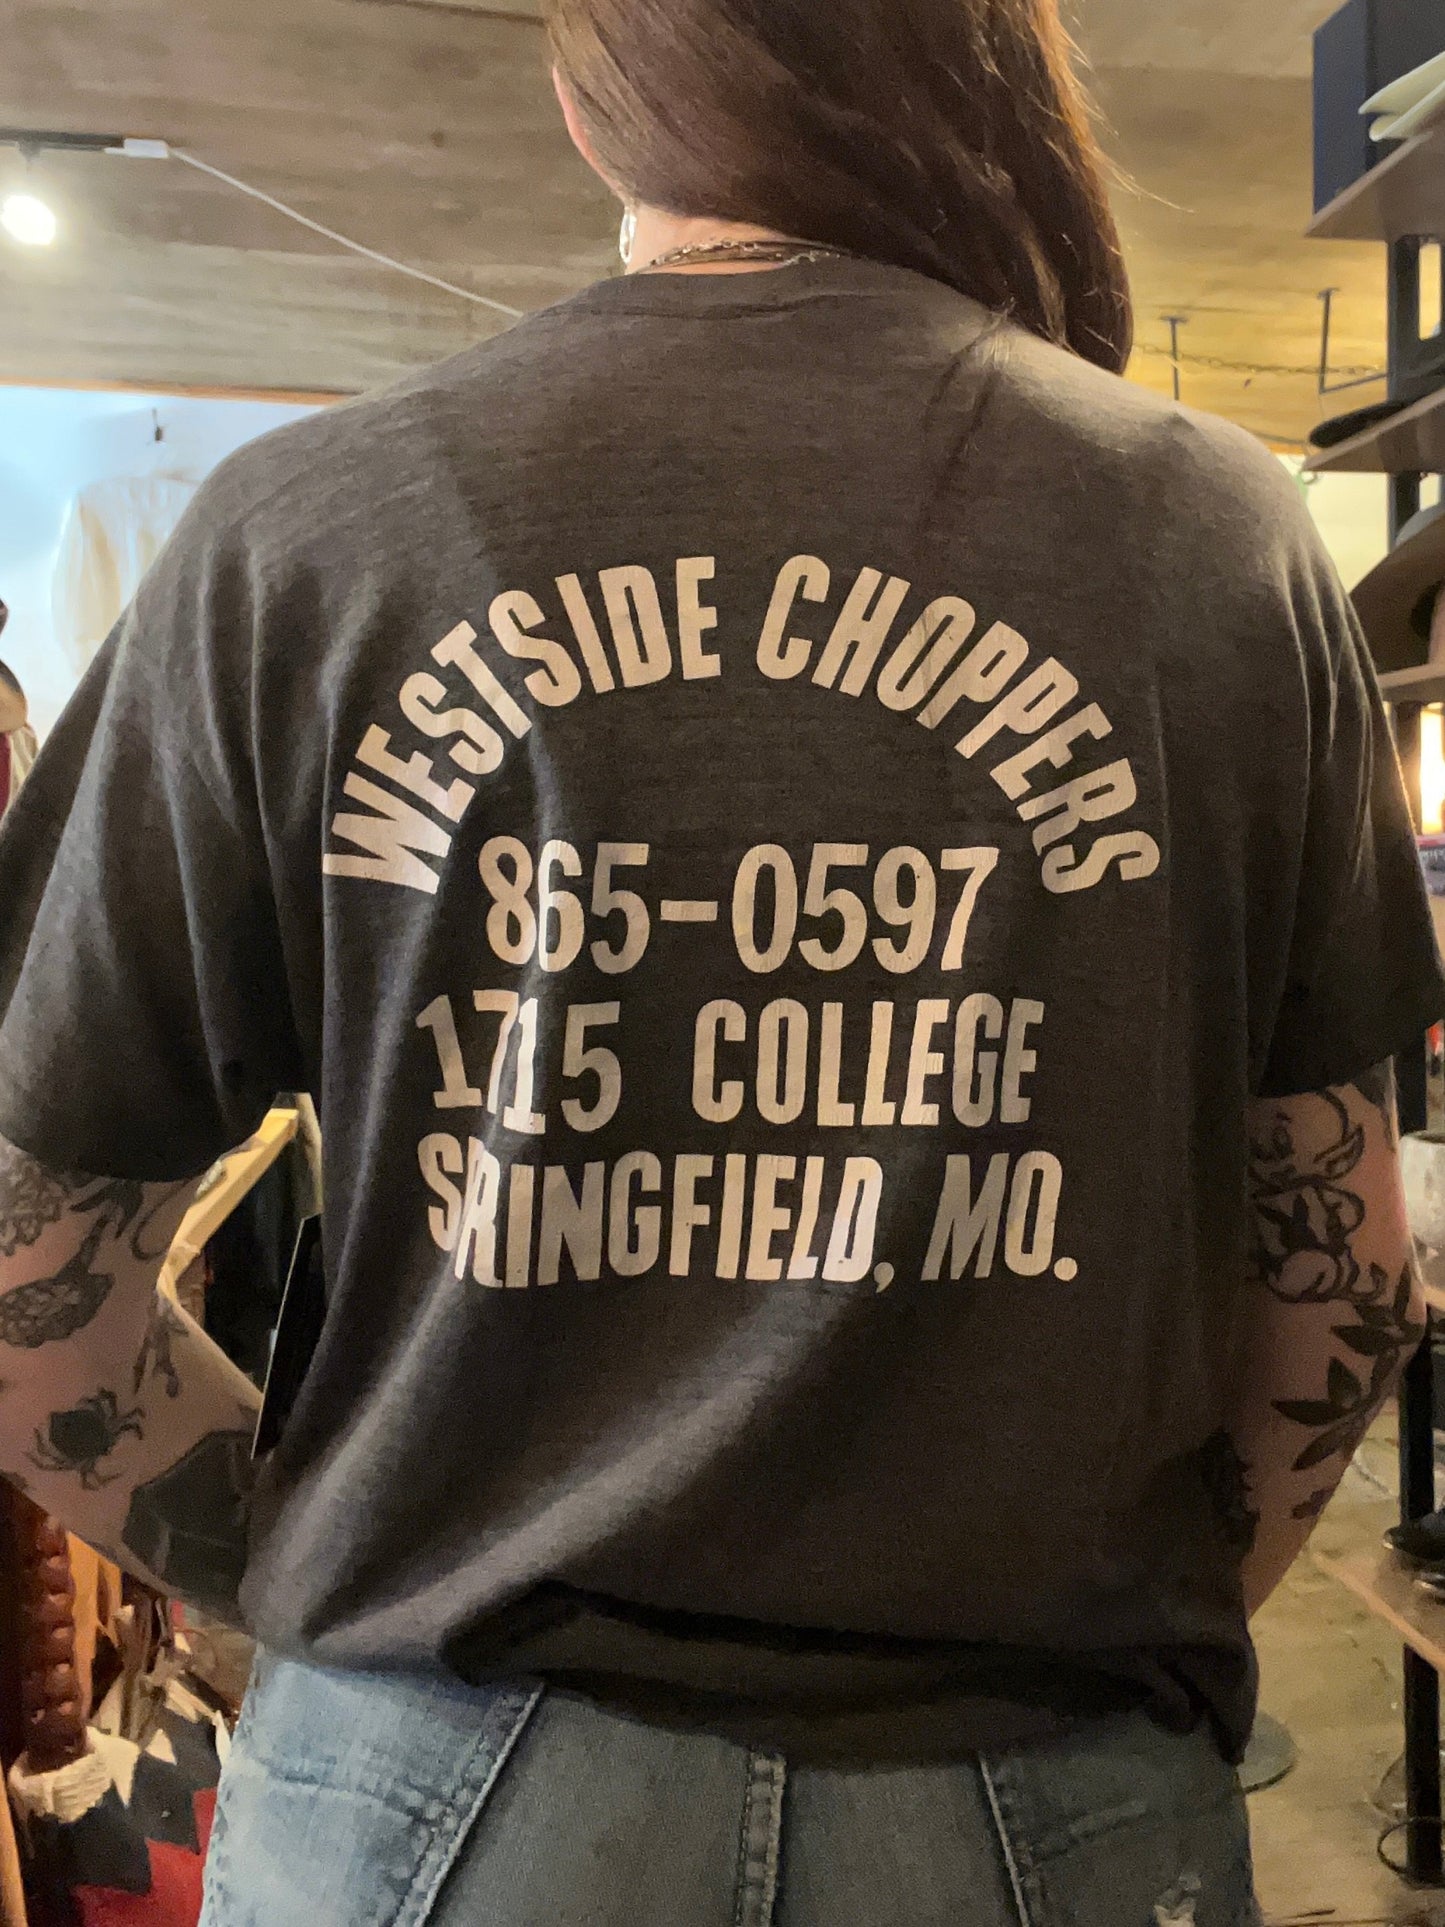 WESTSIDE CHOPPERS
865-0597
1715 COLLEGE
SPRINGFIELD, MO.